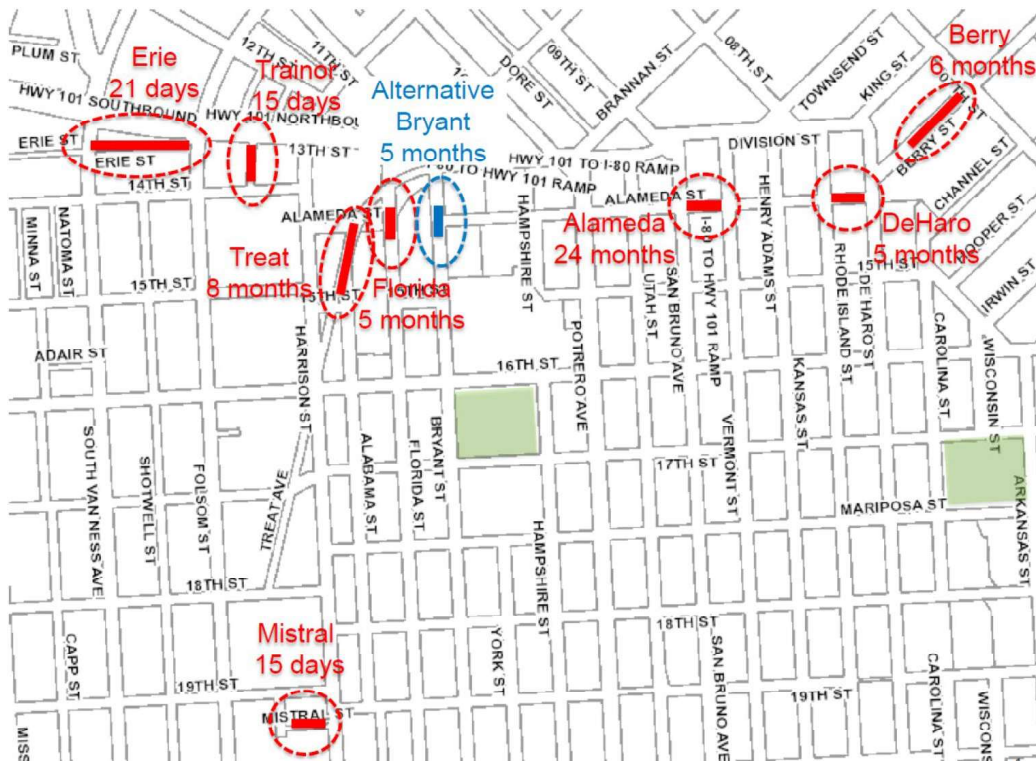 PLUM ST
12TH ST
11TH ST
09TH ST
DORE ST
BRANNAN ST
08TH ST
TOWNSEND ST
KING ST
Berry
6 months
Erie
21 days
Trainot
15 days
Alternative
Bryant
5 months
HWY 101 SOUTHBOUND
ERIE ST
ERIE ST
13TH ST
14TH ST
HWY 101 TO I-80 RAMP
TO HWY 101 RAMP
DIVISION ST
BERRY ST
CHANNEL ST
HOOPER ST
IRWIN ST
MINNA ST
NATOMA ST
ALAMEDA ST
ALAMEDA ST
HAMPSHIRE ST
HENRY ADAMS ST
Treat
8 months
Florida
5 months
Alameda
24 months
DeHaro
5 months
15TH ST
15TH ST
15TH ST
UTAH ST
SAN BRUNO AVE
I-80 TO HWY 101 RAMP
RHODE ISLAND ST
DE HARO ST
CAROLINA ST
WISCONSIN ST
ADAIR ST
HARRISON ST
16TH ST
POTRERO AVE
KANSAS ST
SOUTH VAN NESS AVE
SHOTWELL ST
FOLSOM ST
TREAT AVE
ALABAMA ST
FLORIDA ST
BRYANT ST
17TH ST
VERMONT ST
MARIPOSA ST
ARKANSAS ST
HAMPSHIRE ST
18TH ST
18TH ST
Mistral
15 days
CAPP ST
YORK ST
SAN BRUNO AVE
CAROLINA ST
19TH ST
19TH ST
MISTRAL ST
WISCONS
MISS